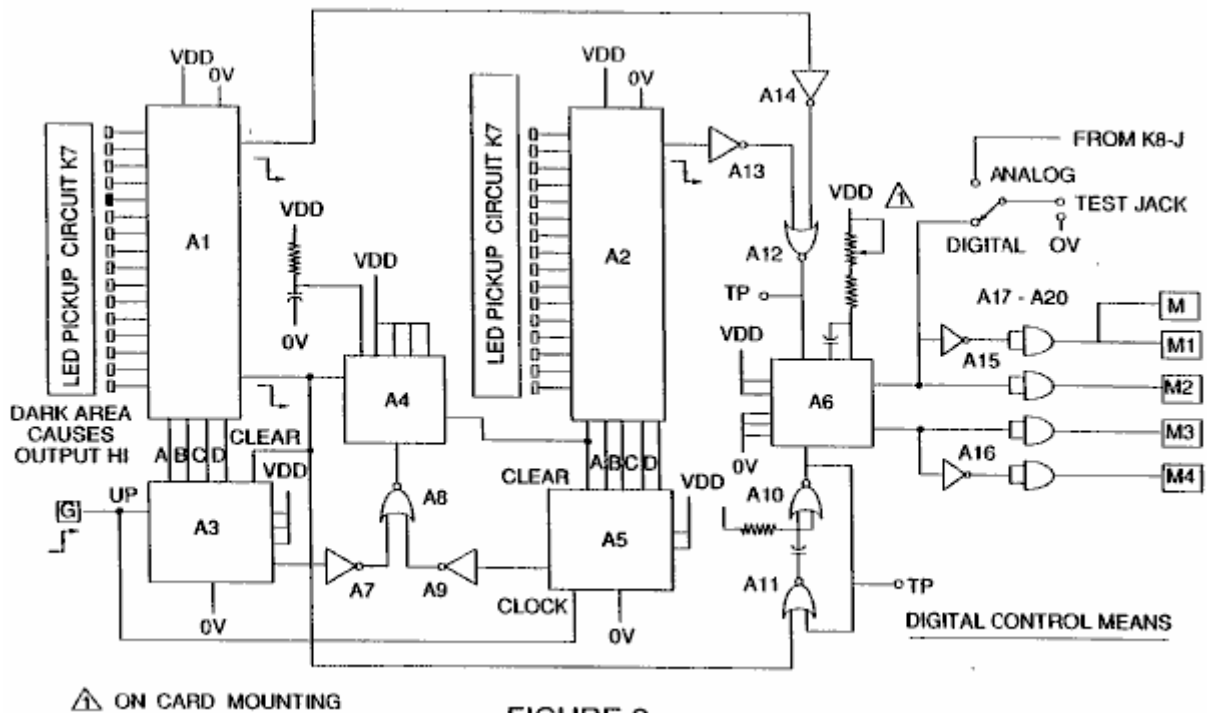 VDD
0V
A1
LED PICKUP CIRCUIT K7
DARK AREA
CAUSES
OUTPUT HI
A B C D
CLEAR
VDD
G
UP
A3
0V
VDD
VDD
0V
A4
A7
A8
A9
LED PICKUP CIRCUIT K7
VDD
0V
A2
A B C D
CLEAR
VDD
A5
CLOCK
0V
A14
A13
A12
VDD
1
TP
VDD
A6
0V
A10
A11
TP
FROM K8-J
ANALOG
TEST JACK
DIGITAL
0V
A17 - A20
A15
A16
M
M1
M2
M3
M4
DIGITAL CONTROL MEANS
1 ON CARD MOUNTING